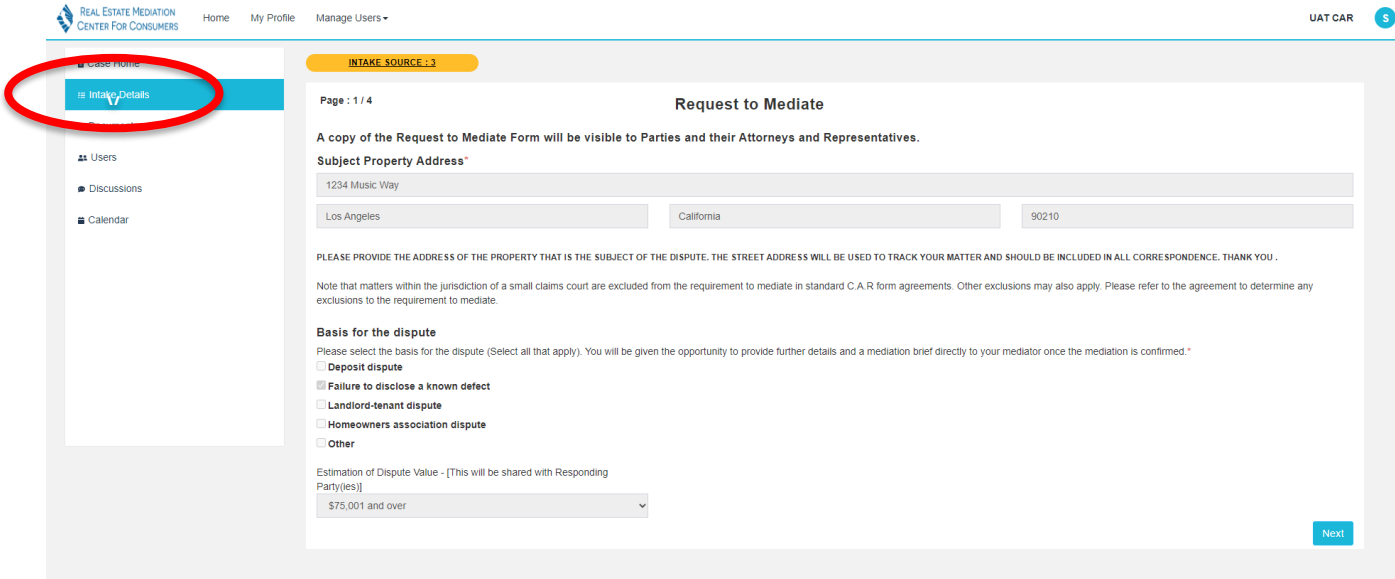 REAL ESTATE MEDIATION
CENTER FOR CONSUMERS
Home My Profile Manage Users
UAT CAR
S
Case Home
Intake Details
Users
Discussions
Calendar
INTAKE SOURCE : 3
Page : 1 / 4
Request to Mediate
A copy of the Request to Mediate Form will be visible to Parties and their Attorneys and Representatives.
Subject Property Address*
1234 Music Way
Los Angeles California 90210
PLEASE PROVIDE THE ADDRESS OF THE PROPERTY THAT IS THE SUBJECT OF THE DISPUTE. THE STREET ADDRESS WILL BE USED TO TRACK YOUR MATTER AND SHOULD BE INCLUDED IN ALL CORRESPONDENCE. THANK YOU .
Note that matters within the jurisdiction of a small claims court are excluded from the requirement to mediate in standard C.A.R form agreements. Other exclusions may also apply. Please refer to the agreement to determine any
exclusions to the requirement to mediate.
Basis for the dispute
Please select the basis for the dispute (Select all that apply). You will be given the opportunity to provide further details and a mediation brief directly to your mediator once the mediation is confirmed.*
Deposit dispute
Failure to disclose a known defect
Landlord-tenant dispute
Homeowners association dispute
Other
Estimation of Dispute Value - [This will be shared with Responding
Party(ies)]
$75,001 and over
Next